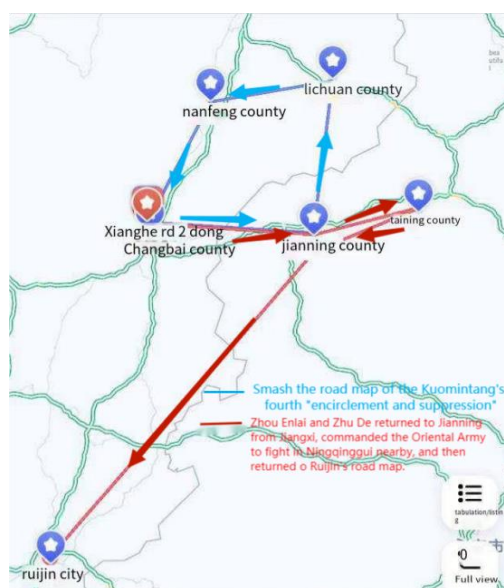 bea
utifu
l
lichuan county
nanfeng county
taining county
Xianghe rd 2 dong
Changbai county
jianning county
Smash the road map of the Kuomintang's
fourth "encirclement and suppression"
Zhou Enlai and Zhu De returned to Jianning
from Jiangxi, commanded the Oriental Army
to fight in Ningqinggui nearby, and then
returned o Ruijin's road map.
tabulation/listin
g
ruijin city
Full view